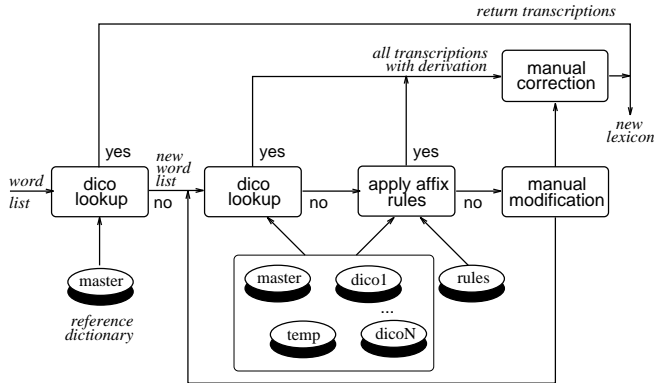 return transcriptions
all transcriptions
with derivation
manual
correction
new
lexicon
yes
yes
yes
word
list
dico
lookup
no
new
word
list
dico
lookup
no
apply affix
rules
no
manual
modification
master
reference
dictionary
master
dico1
rules
...
temp
dicoN